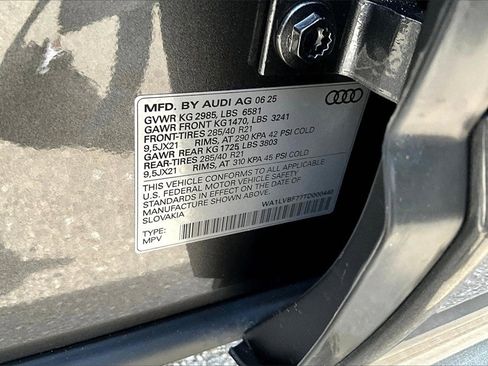 MFD. BY AUDI AG 06 25
GVWR KG 2985, LBS 6581
GAWR FRONT KG1470, LBS 3241
FRONT-TIRES 285/40 R21
9,5JX21 RIMS, AT 290 KPA 42 PSI COLD
GAWR REAR KG 1725 LBS 3803
REAR-TIRES 285/40 R21
9,5JX21 RIMS, AT 310 KPA 45 PSI COLD
THIS VEHICLE CONFORMS TO ALL APPLICABLE
U.S. FEDERAL MOTOR VEHICLE SAFETY
STANDARDS IN EFFECT ON THE DATE OF
MANUFACTURE SHOWN ABOVE.
SLOVAKIA
TYPE:
MPV
WA1LVBF77TD000440